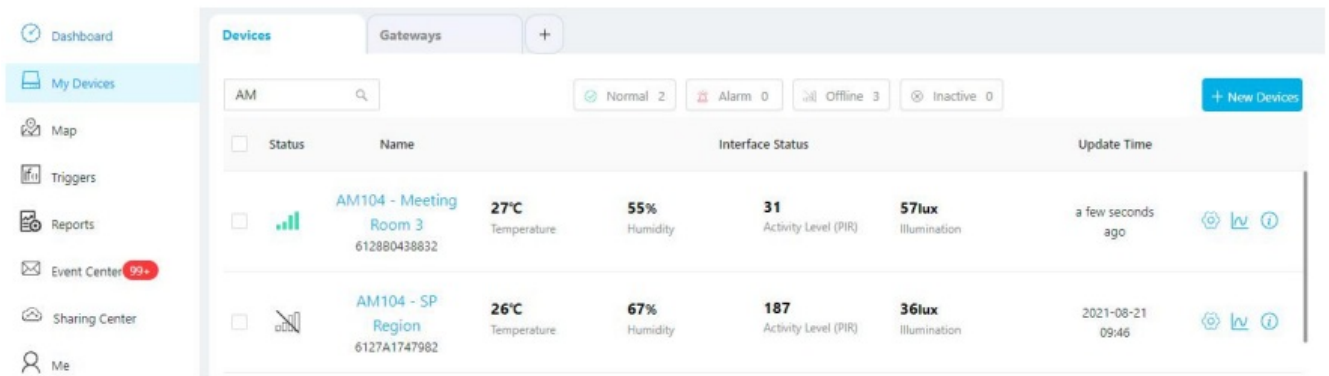 Dashboard
My Devices
Map
Triggers
Reports
Event Center 99+
Sharing Center
Me
Devices Gateways +
AM
Normal 2 Alarm 0 Offline 3 Inactive 0
+ New Devices
Status Name Interface Status Update Time
AM104 - Meeting
Room 3
6128B0438832
27℃ 55% 31 57lux
Temperature Humidity Activity Level (PIR) Illumination
a few seconds
ago
AM104 - SP
Region
6127A1747982
26℃ 67% 187 36lux
Temperature Humidity Activity Level (PIR) Illumination
2021-08-21
09:46